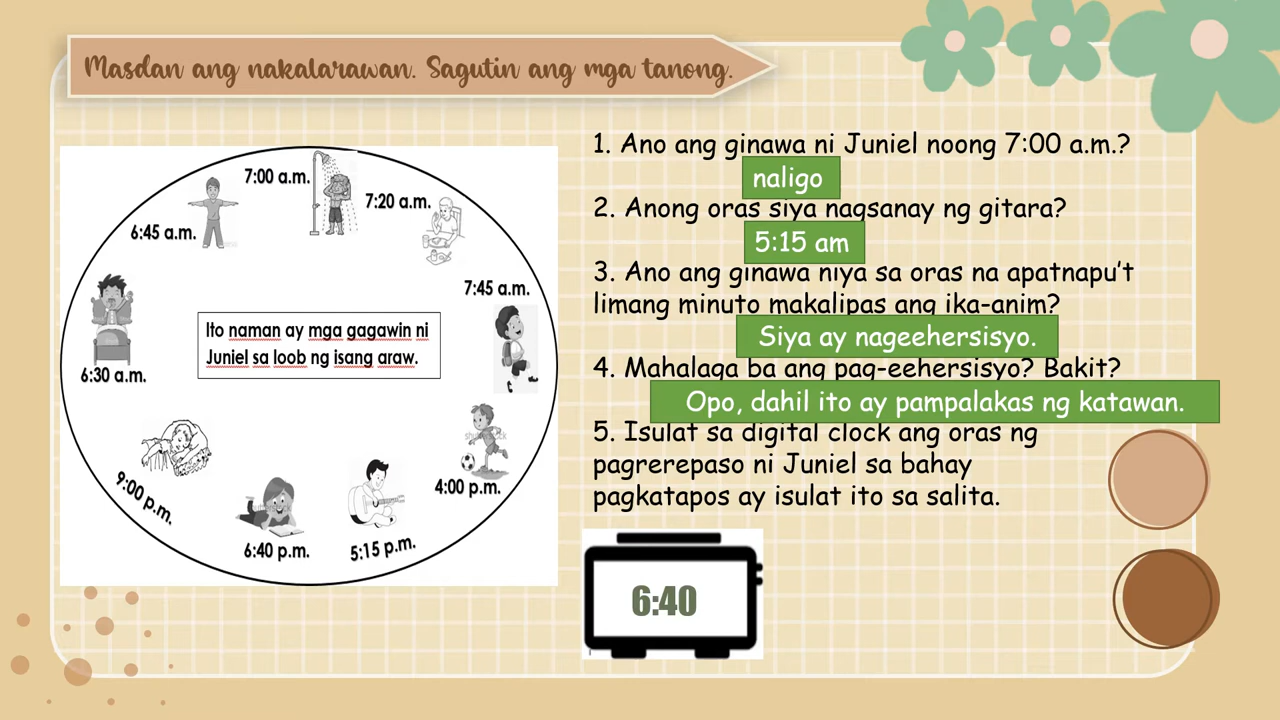 Masdan ang nakalarawan. Sagutin ang mga tanong.
7:00 a.m.
7:20 a.m.
6:45 a.m.
7:45 a.m.
Ito naman ay mga gagawin ni
Juniel sa loob ng isang araw.
6:30 a.m.
4:00 p.m.
9:00 p.m.
6:40 p.m.
5:15 p.m.
1. Ano ang ginawa ni Juniel noong 7:00 a.m.?
naligo
2. Anong oras siya nagsanay ng gitara?
5:15 am
3. Ano ang ginawa niya sa oras na apatnapu't
limang minuto makalipas ang ika-anim?
Siya ay nageehersisyo.
4. Mahalaga ba ang pag-eehersisyo? Bakit?
Opo, dahil ito ay pampalakas ng katawan.
5. Isulat sa digital clock ang oras ng
pagrerepaso ni Juniel sa bahay
pagkatapos ay isulat ito sa salita.
6:40